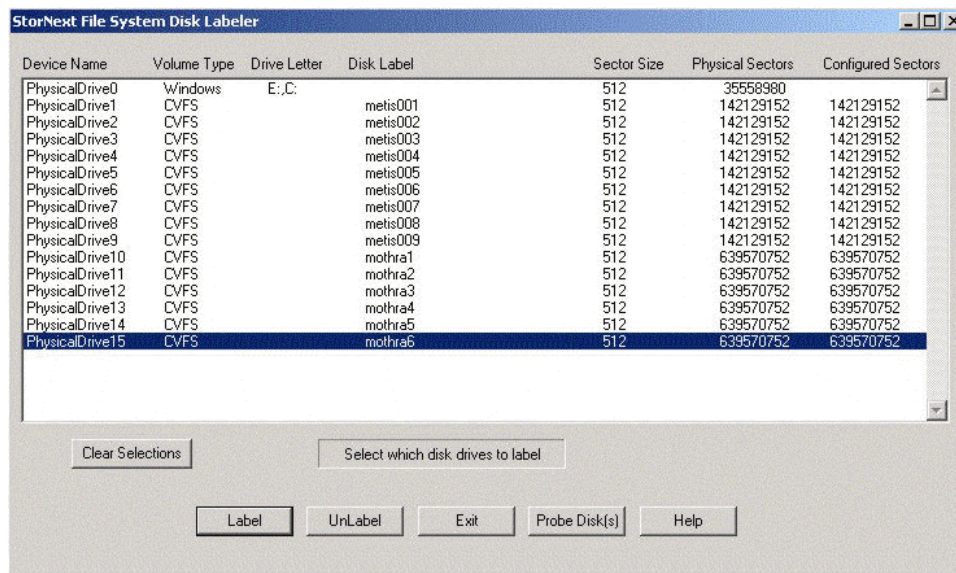 StorNext File System Disk Labeler
Device Name Volume Type Drive Letter Disk Label Sector Size Physical Sectors Configured Sectors
PhysicalDrive0 Windows E:,C: 512 35558980
PhysicalDrive1 CVFS metis001 512 142129152 142129152
PhysicalDrive2 CVFS metis002 512 142129152 142129152
PhysicalDrive3 CVFS metis003 512 142129152 142129152
PhysicalDrive4 CVFS metis004 512 142129152 142129152
PhysicalDrive5 CVFS metis005 512 142129152 142129152
PhysicalDrive6 CVFS metis006 512 142129152 142129152
PhysicalDrive7 CVFS metis007 512 142129152 142129152
PhysicalDrive8 CVFS metis008 512 142129152 142129152
PhysicalDrive9 CVFS metis009 512 142129152 142129152
PhysicalDrive10 CVFS mothra1 512 639570752 639570752
PhysicalDrive11 CVFS mothra2 512 639570752 639570752
PhysicalDrive12 CVFS mothra3 512 639570752 639570752
PhysicalDrive13 CVFS mothra4 512 639570752 639570752
PhysicalDrive14 CVFS mothra5 512 639570752 639570752
PhysicalDrive15 CVFS mothra6 512 639570752 639570752
Clear Selections Select which disk drives to label
Label UnLabel Exit Probe Disk(s) Help